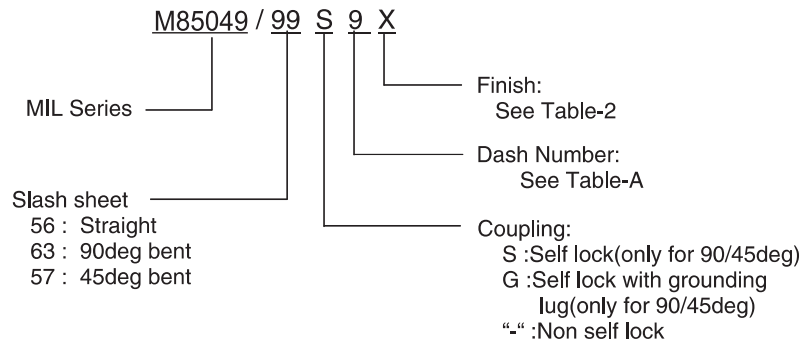 M85049 / 99 S 9 X
Finish:
See Table-2
MIL Series
Dash Number:
See Table-A
Slash sheet
56 : Straight
63 : 90deg bent
57 : 45deg bent
Coupling:
S :Self lock(only for 90/45deg)
G :Self lock with grounding
lug(only for 90/45deg)
“-“ :Non self lock